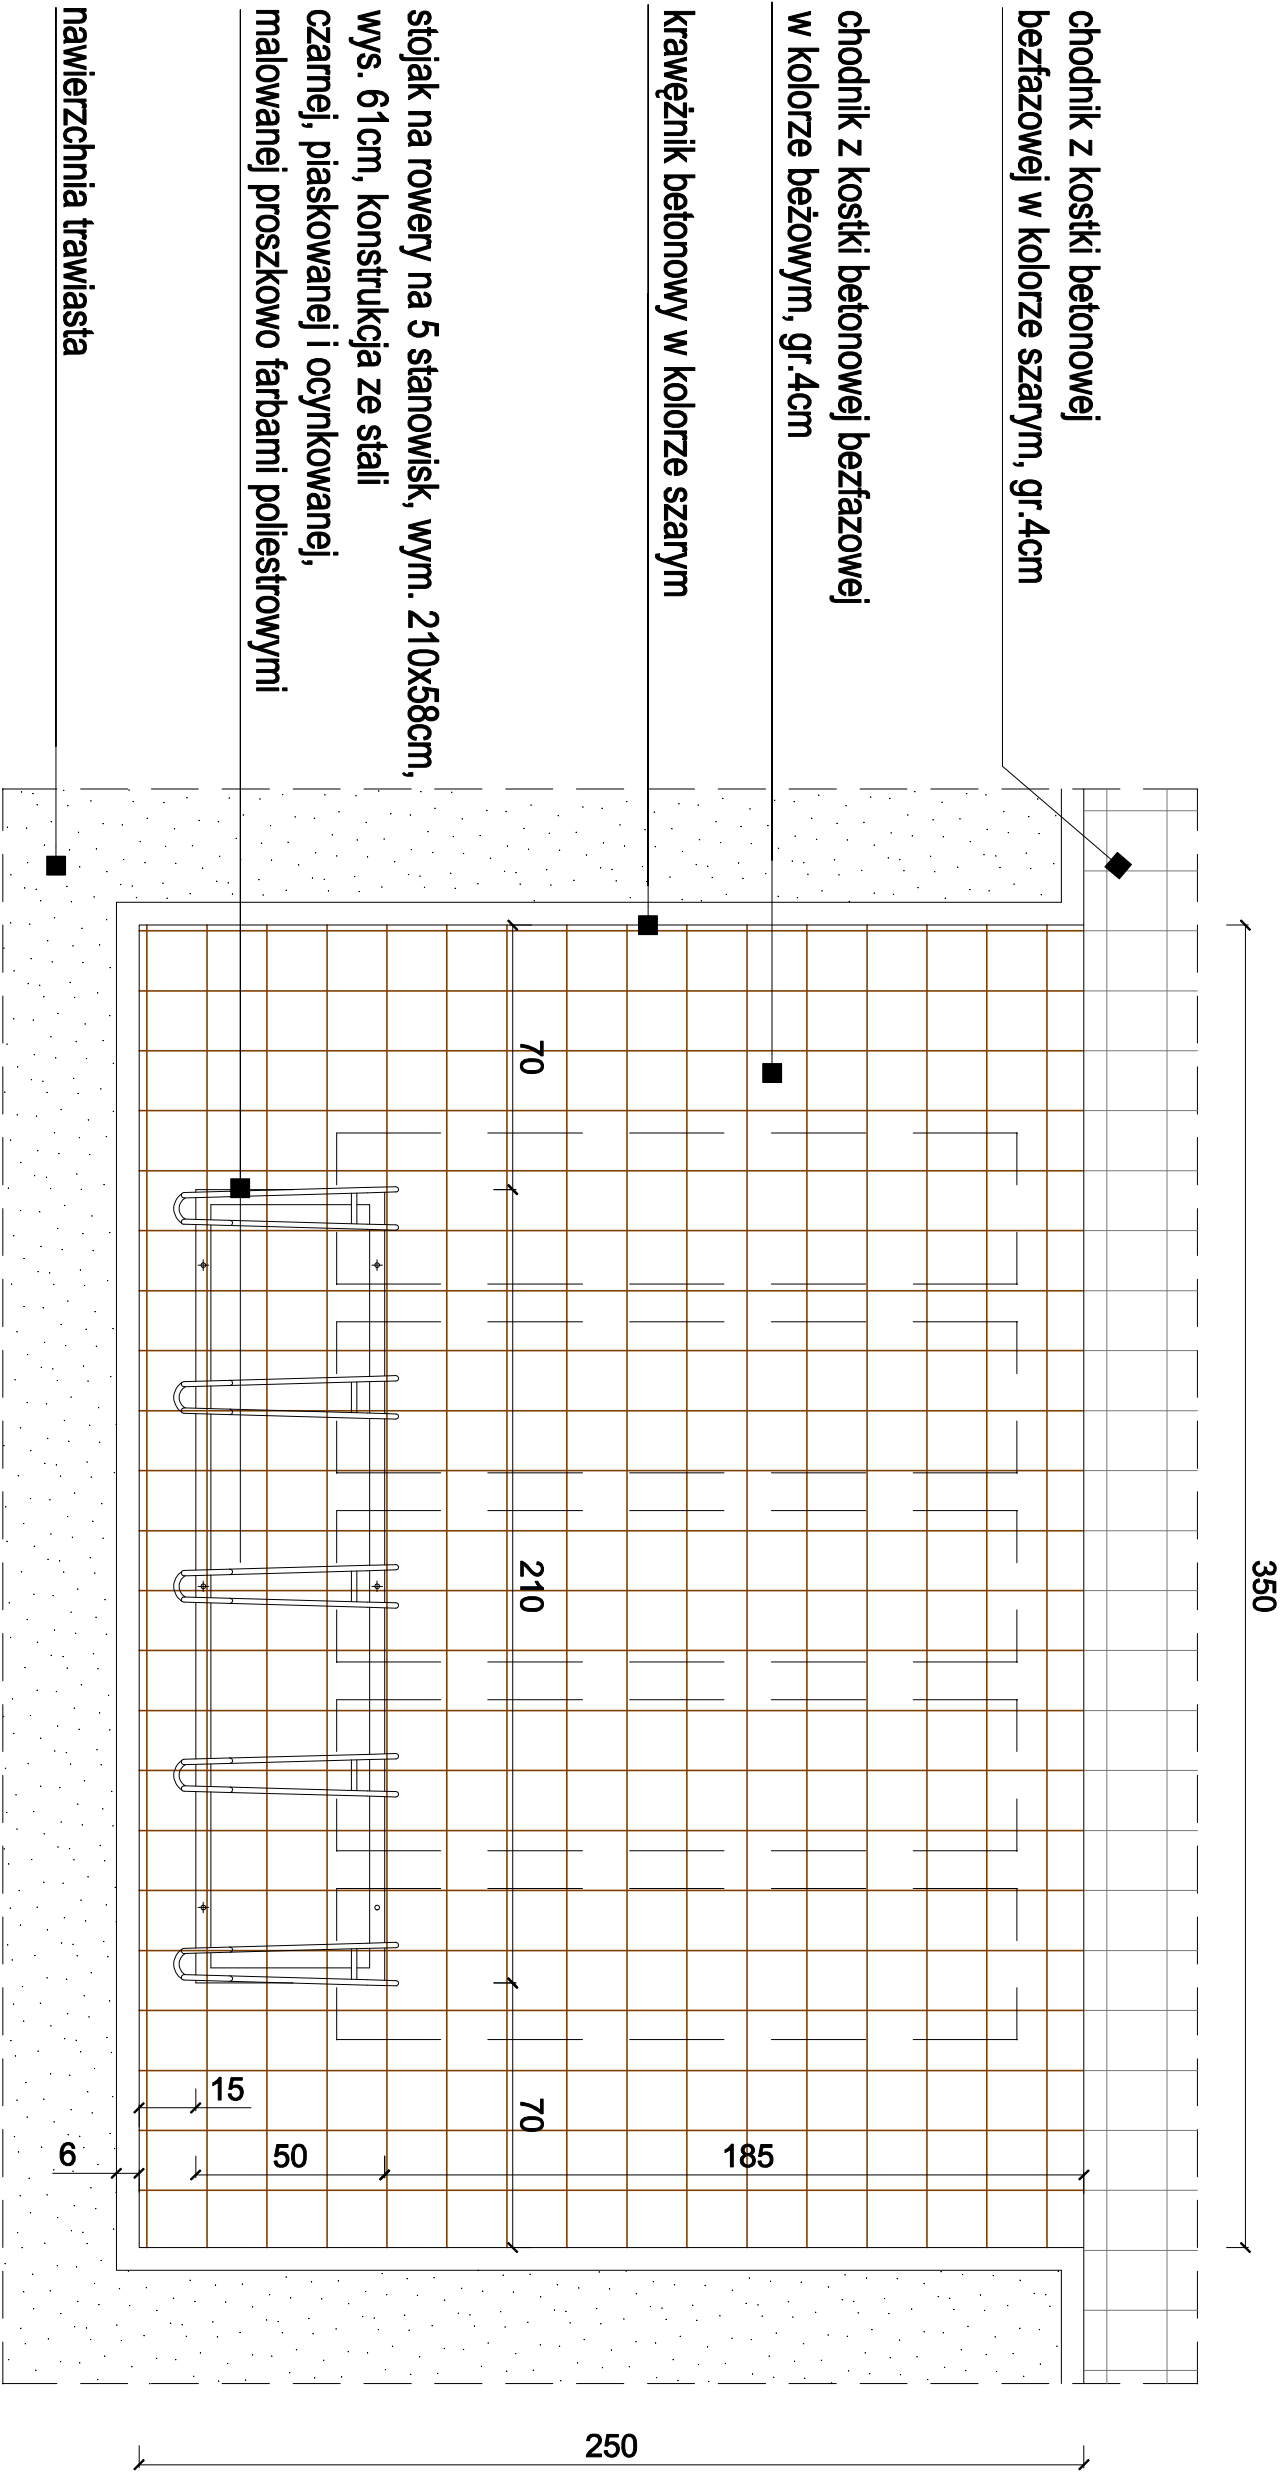 chodnik z kostki betonowej
bezfazowej w kolorze szarym, gr.4cm
chodnik z kostki betonowej bezfazowej
w kolorze beżowym, gr.4cm
krawężnik betonowy w kolorze szarym
stojak na rowery na 5 stanowisk, wym. 210x58cm,
wys. 61cm, konstrukcja ze stali
czarnej, piaskowanej i ocynkowanej,
malowanej proszkowo farbami poliestrowymi
nawierzchnia trawiasta
350
70
210
70
15
6
50
185
250